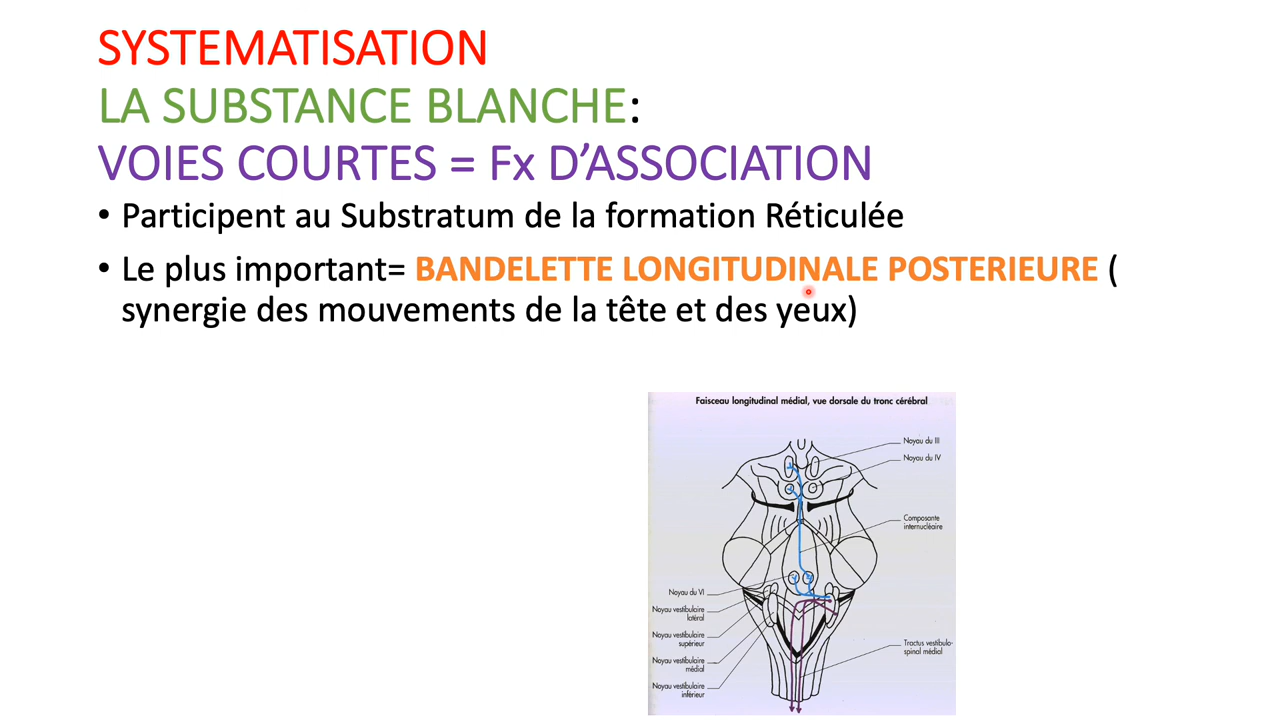 SYSTEMATISATION
LA SUBSTANCE BLANCHE:
VOIES COURTES = Fx D’ASSOCIATION
• Participent au Substratum de la formation Réticulée
• Le plus important= BANDELETTE LONGITUDINALE POSTERIEURE (
synergie des mouvements de la tête et des yeux)
Faisceau longitudinal médial, vue dorsale du tronc cérébral
Noyau du III
Noyau du IV
Composante
internucléaire
Noyau du VI
Noyau vestibulaire
latéral
Noyau vestibulaire
supérieur
Noyau vestibulaire
médial
Noyau vestibulaire
inférieur
Tractus vestibulo-
spinal médial